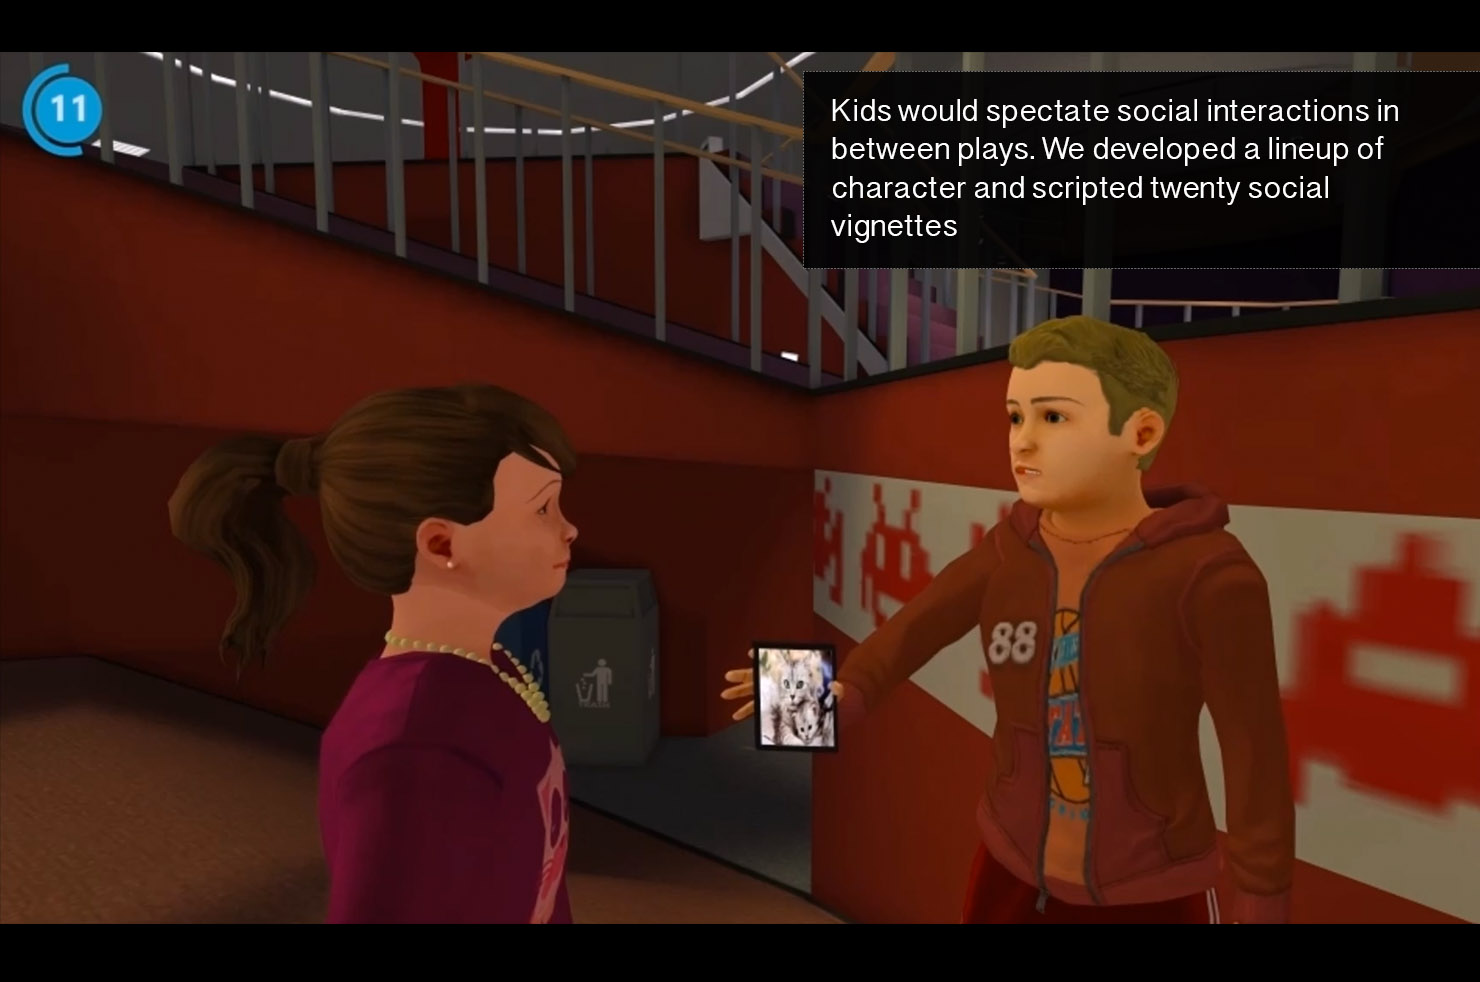 11
Kids would spectate social interactions in
between plays. We developed a lineup of
character and scripted twenty social
vignettes
88
TRASH